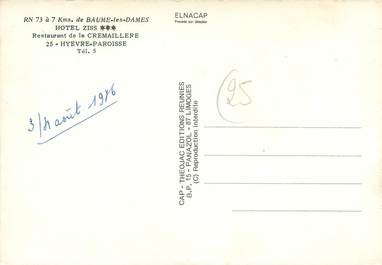 RN 73 à 7 Kms. de BAUME-les-DAMES
HOTEL ZISS ***
Restaurant de la CREMAILLERE
25 - HYEVRE-PAROISSE
Tél. 5
3/4 août 1976
ELNACAP
25
CAP - THEOJAC EDITIONS REUNIES
B.P. 15 - PANAZOL - 87 LIMOGES
(C) Reproduction interdite